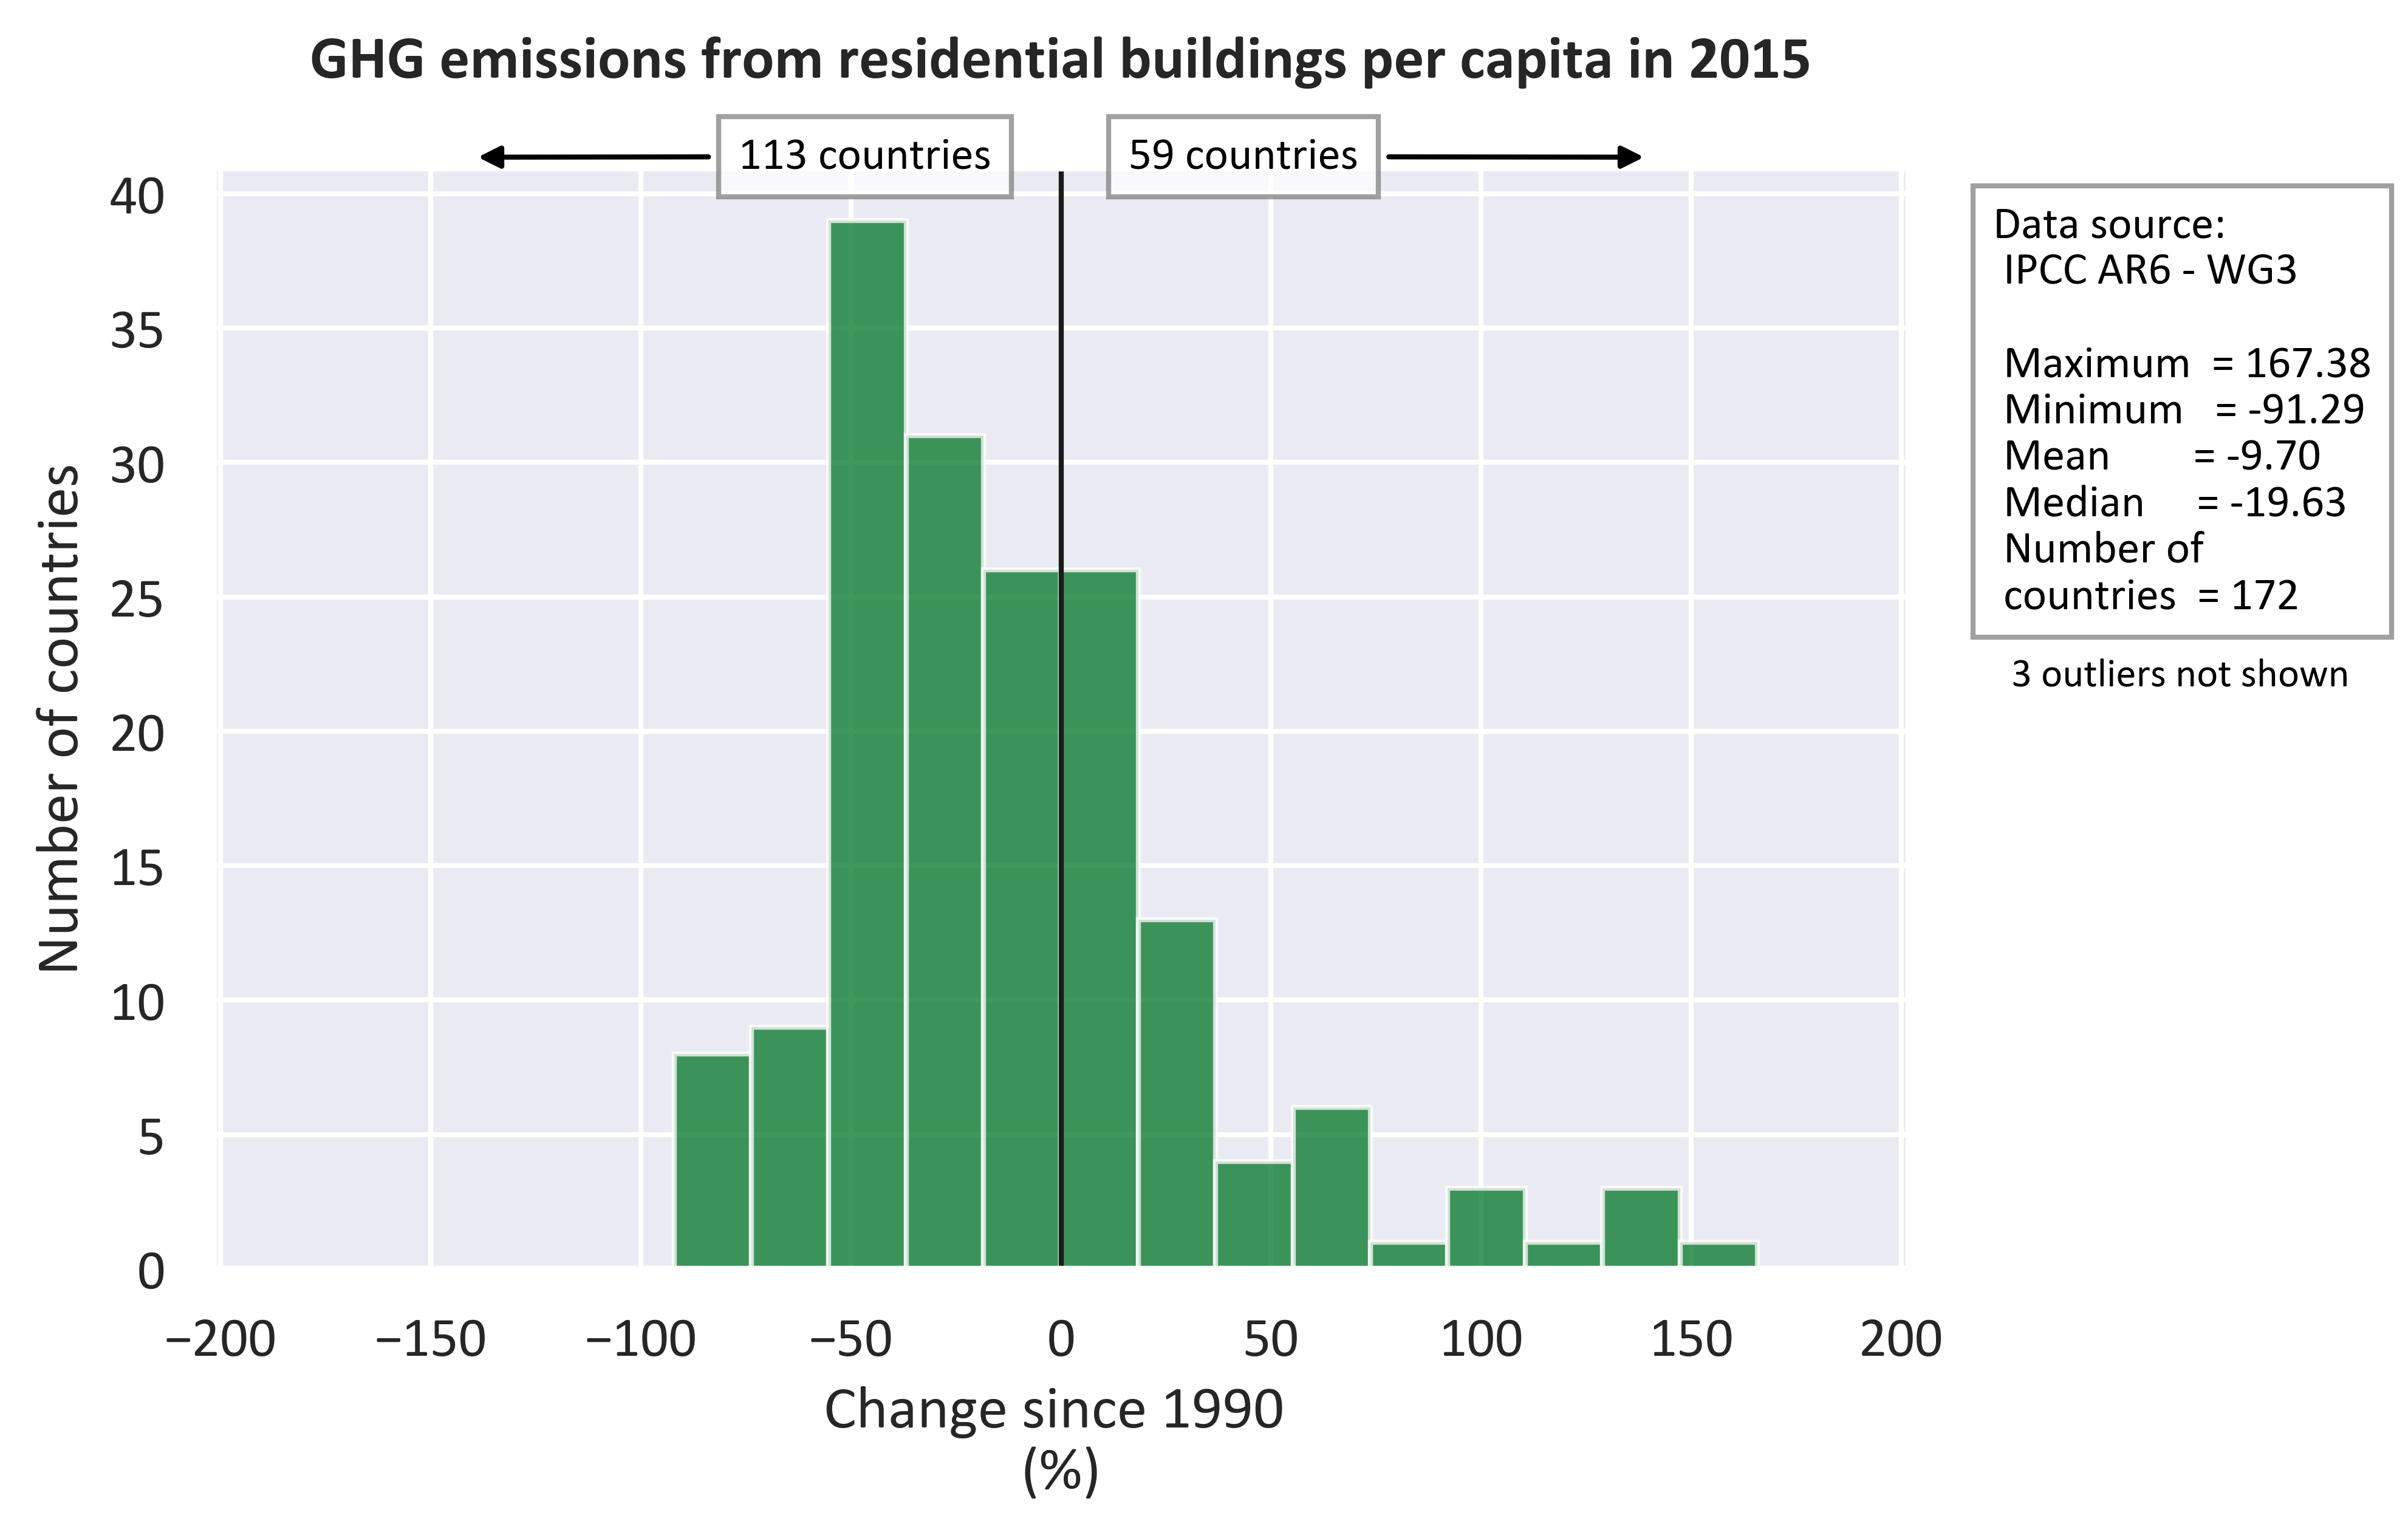 GHG emissions from residential buildings per capita in 2015
113 countries
59 countries
40
35
30
25
20
15
10
5
0
Number of countries
−200
−150
−100
−50
0
50
100
150
200
Change since 1990
(%)
Data source:
IPCC AR6 - WG3
Maximum = 167.38
Minimum = -91.29
Mean = -9.70
Median = -19.63
Number of
countries = 172
3 outliers not shown